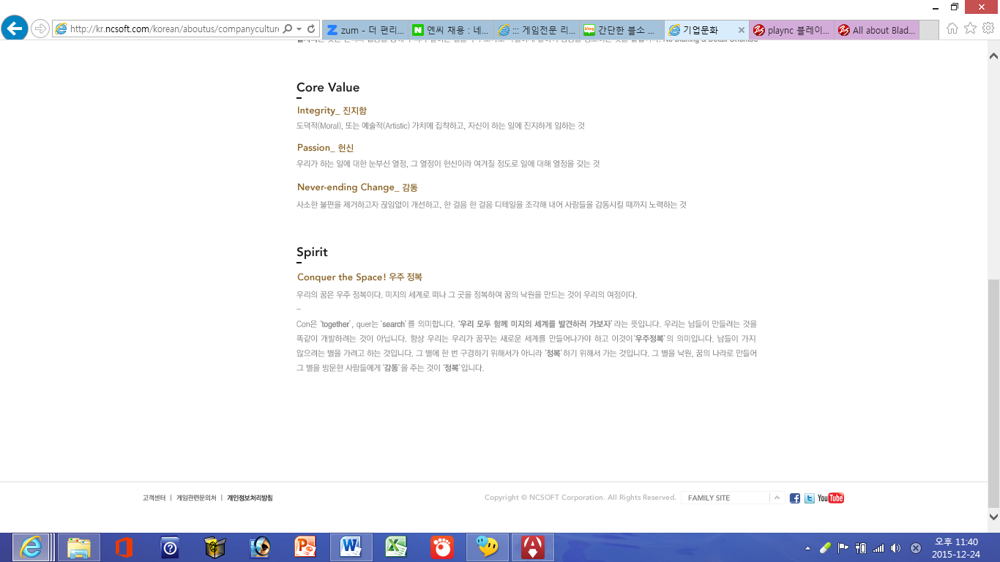 http://kr.ncsoft.com/korean/aboutus/companyculture
zum - 더 편리...
엔씨 채용 : 네...
::: 게임전문 리...
간단한 블소 ...
기업문화
plaync 블레이...
All about Blad...
Core Value
Integrity_ 진지함
도덕적(Moral), 또는 예술적(Artistic) 가치에 집착하고, 자신이 하는 일에 진지하게 임하는 것
Passion_ 헌신
우리가 하는 일에 대한 눈부신 열정, 그 열정이 헌신이라 여겨질 정도로 일에 대해 열정을 갖는 것
Never-ending Change_ 감동
사소한 불편을 제거하고자 끊임없이 개선하고, 한 걸음 한 걸음 디테일을 조각해 내어 사람들을 감동시킬 때까지 노력하는 것
Spirit
Conquer the Space! 우주 정복
우리의 꿈은 우주 정복이다. 미지의 세계로 떠나 그 곳을 정복하여 꿈의 낙원을 만드는 것이 우리의 여정이다.
–
Con은 'together', quer는 'search'를 의미합니다. '우리 모두 함께 미지의 세계를 발견하러 가보자' 라는 뜻입니다. 우리는 남들이 만들려는 것을
똑같이 개발하려는 것이 아닙니다. 항상 우리는 우리가 꿈꾸는 새로운 세계를 만들어나가야 하고 이것이 '우주정복' 의 의미입니다. 남들이 가지
않으려는 별을 가려고 하는 것입니다. 그 별에 한 번 구경하기 위해서가 아니라 '정복'하기 위해서 가는 것입니다. 그 별을 낙원, 꿈의 나라로 만들어
그 별을 방문한 사람들에게 '감동'을 주는 것이 '정복'입니다.
고객센터 | 게임관련문의처 | 개인정보처리방침
Copyright © NCSOFT Corporation. All Rights Reserved.
FAMILY SITE
YouTube
오후 11:40
2015-12-24